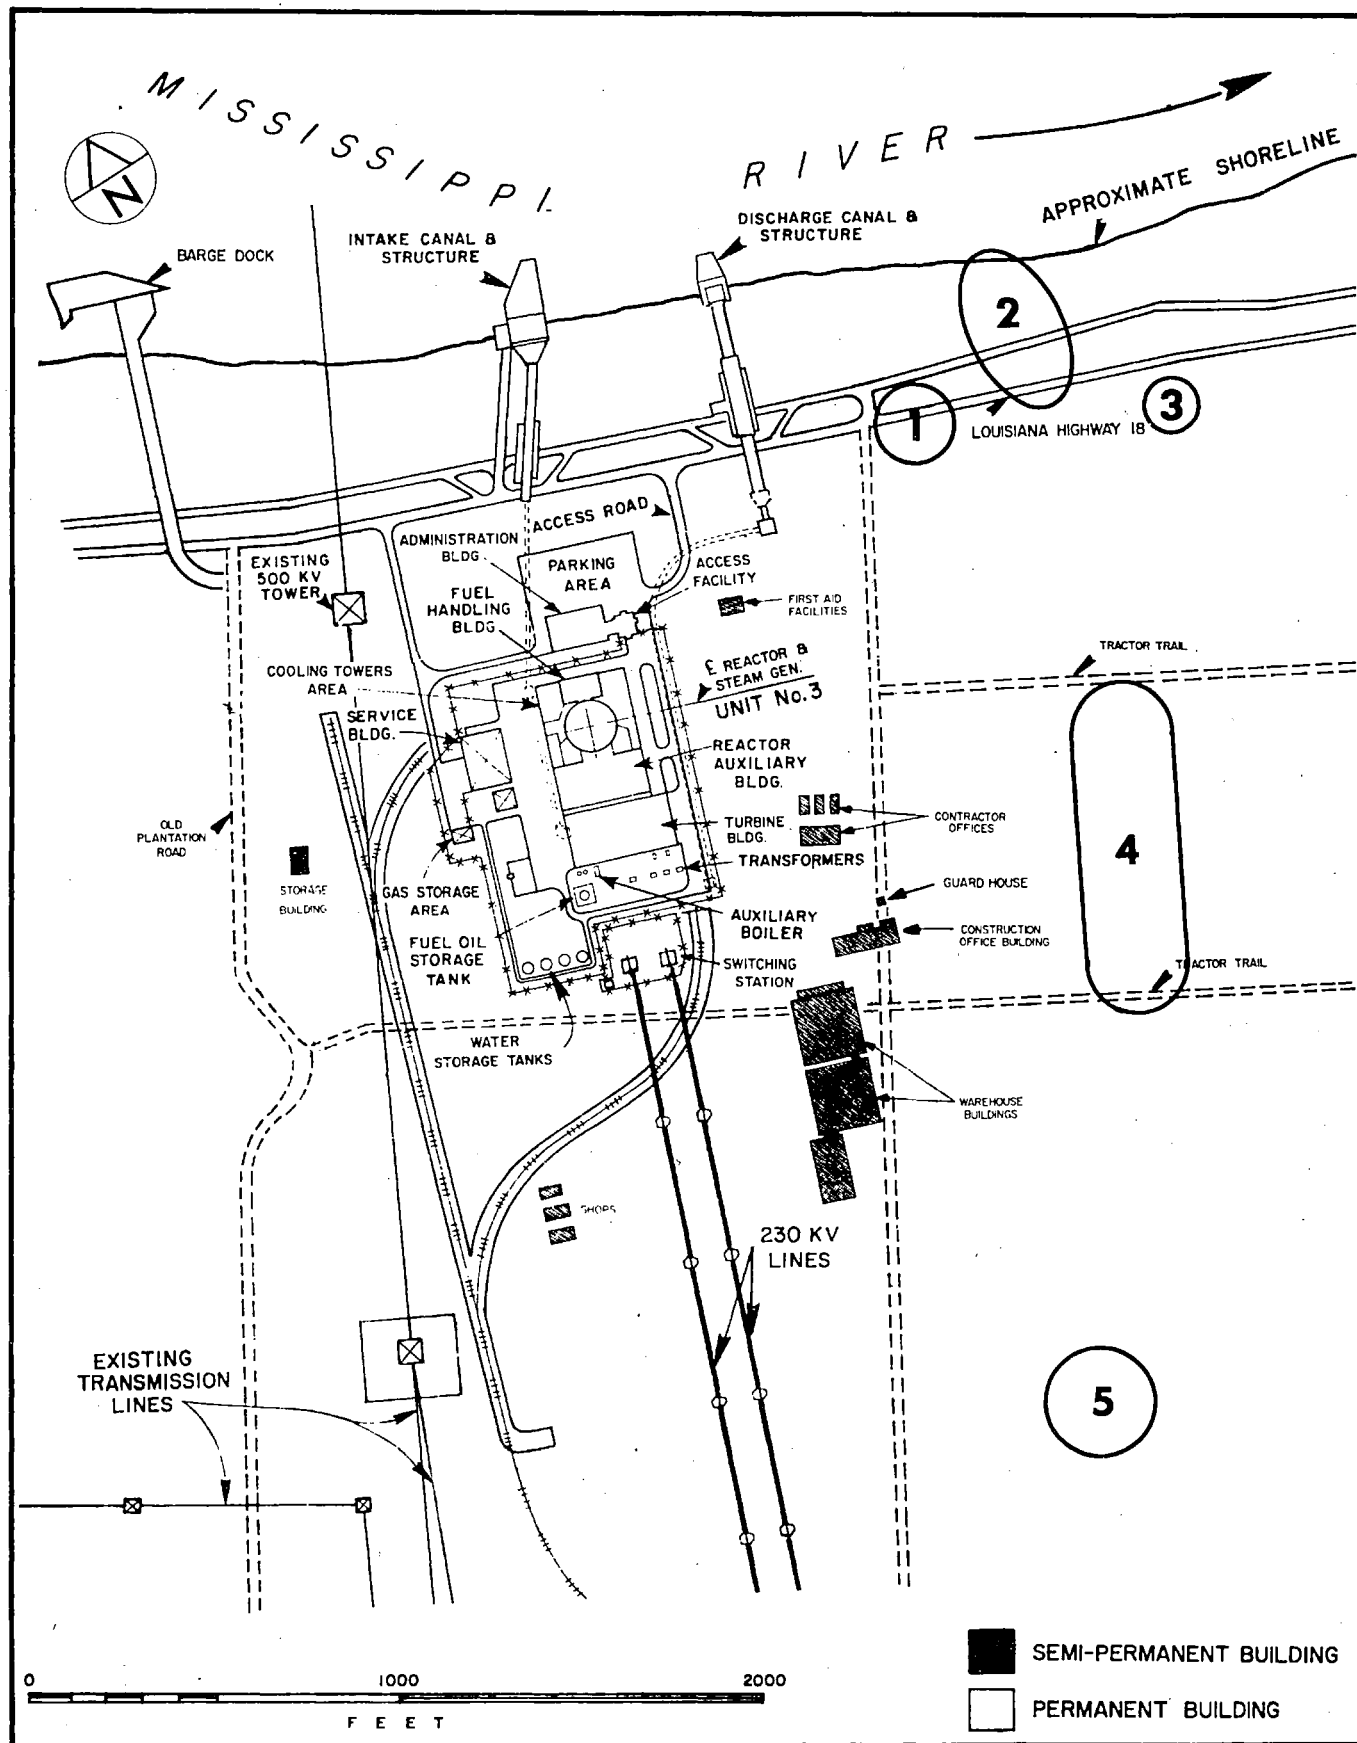 MISSISSIPPI
RIVER
APPROXIMATE SHORELINE
N
BARGE DOCK
INTAKE CANAL &
STRUCTURE
DISCHARGE CANAL &
STRUCTURE
2
1
3
LOUISIANA HIGHWAY 18
ACCESS ROAD
ADMINISTRATION
BLDG.
PARKING
AREA
ACCESS
FACILITY
EXISTING
500 KV
TOWER
FUEL
HANDLING
BLDG.
FIRST AID
FACILITIES
COOLING TOWERS
AREA
℄ REACTOR &
STEAM GEN.
UNIT No. 3
TRACTOR TRAIL
SERVICE
BLDG.
REACTOR
AUXILIARY
BLDG.
OLD
PLANTATION
ROAD
TURBINE
BLDG.
CONTRACTOR
OFFICES
TRANSFORMERS
4
STORAGE
BUILDING
GAS STORAGE
AREA
GUARD HOUSE
AUXILIARY
BOILER
CONSTRUCTION
OFFICE BUILDING
FUEL OIL
STORAGE
TANK
SWITCHING
STATION
TRACTOR TRAIL
WATER
STORAGE TANKS
WAREHOUSE
BUILDINGS
SHOPS
230 KV
LINES
EXISTING
TRANSMISSION
LINES
5
SEMI-PERMANENT BUILDING
PERMANENT BUILDING
0 1000 2000
FEET